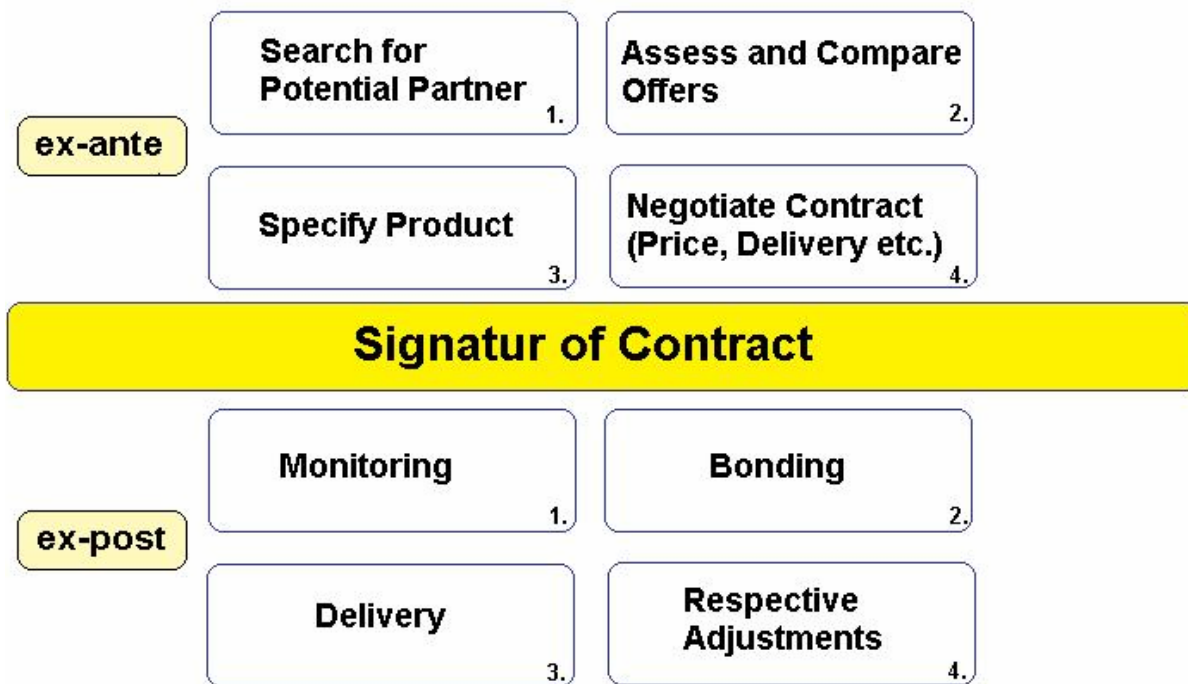 Search for
Potential Partner
1.
Assess and Compare
Offers
2.
ex-ante
Specify Product
3.
Negotiate Contract
(Price, Delivery etc.)
4.
Signatur of Contract
Monitoring
1.
Bonding
2.
ex-post
Delivery
3.
Respective
Adjustments
4.